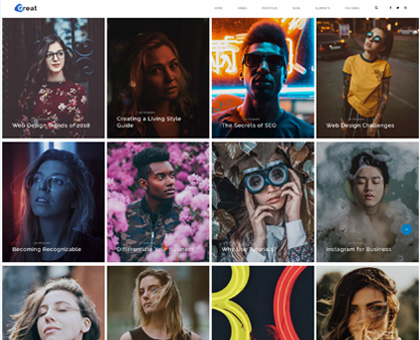 Great
HOME PAGES PORTFOLIO BLOG ELEMENTS FEATURES
Web Design Trends of 2018
Creating a Living Style
Guide
The Secrets of SEO
Web Design Challenges
Becoming Recognizable
Differentiate Your Business
Why Use Tutorials?
Instagram for Business